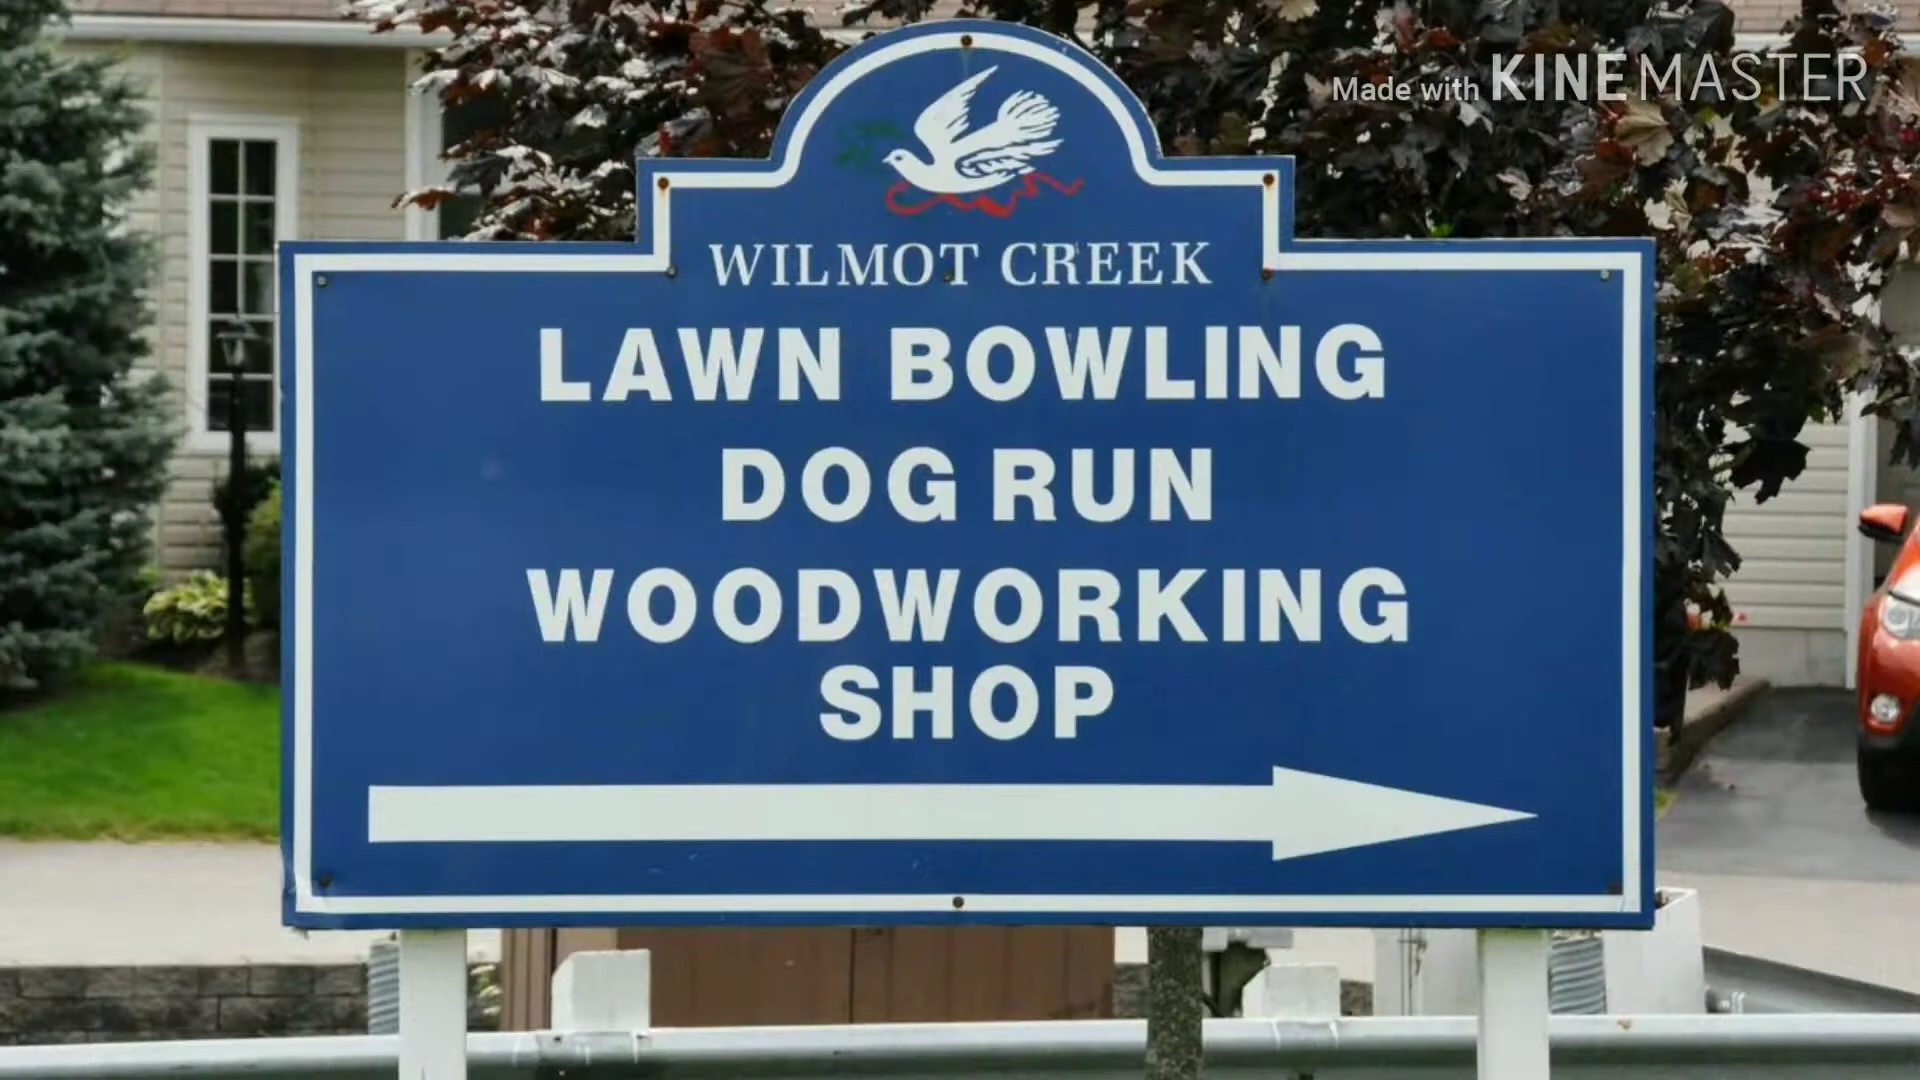 Made with KINEMASTER
WILMOT CREEK
LAWN BOWLING
DOG RUN
WOODWORKING
SHOP